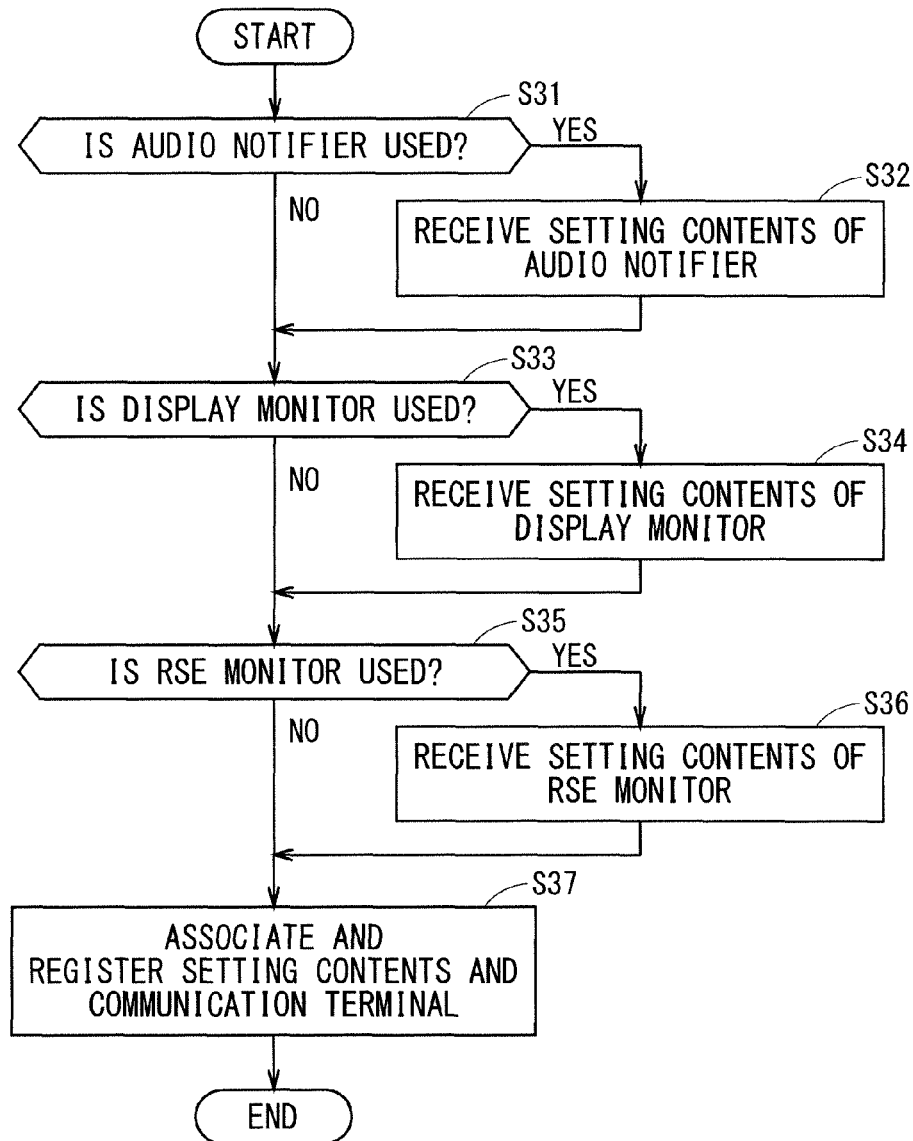 START
S31
IS AUDIO NOTIFIER USED?
YES
S32
NO
RECEIVE SETTING CONTENTS OF
AUDIO NOTIFIER
S33
IS DISPLAY MONITOR USED?
YES
S34
NO
RECEIVE SETTING CONTENTS OF
DISPLAY MONITOR
S35
IS RSE MONITOR USED?
YES
S36
NO
RECEIVE SETTING CONTENTS OF
RSE MONITOR
S37
ASSOCIATE AND
REGISTER SETTING CONTENTS AND
COMMUNICATION TERMINAL
END